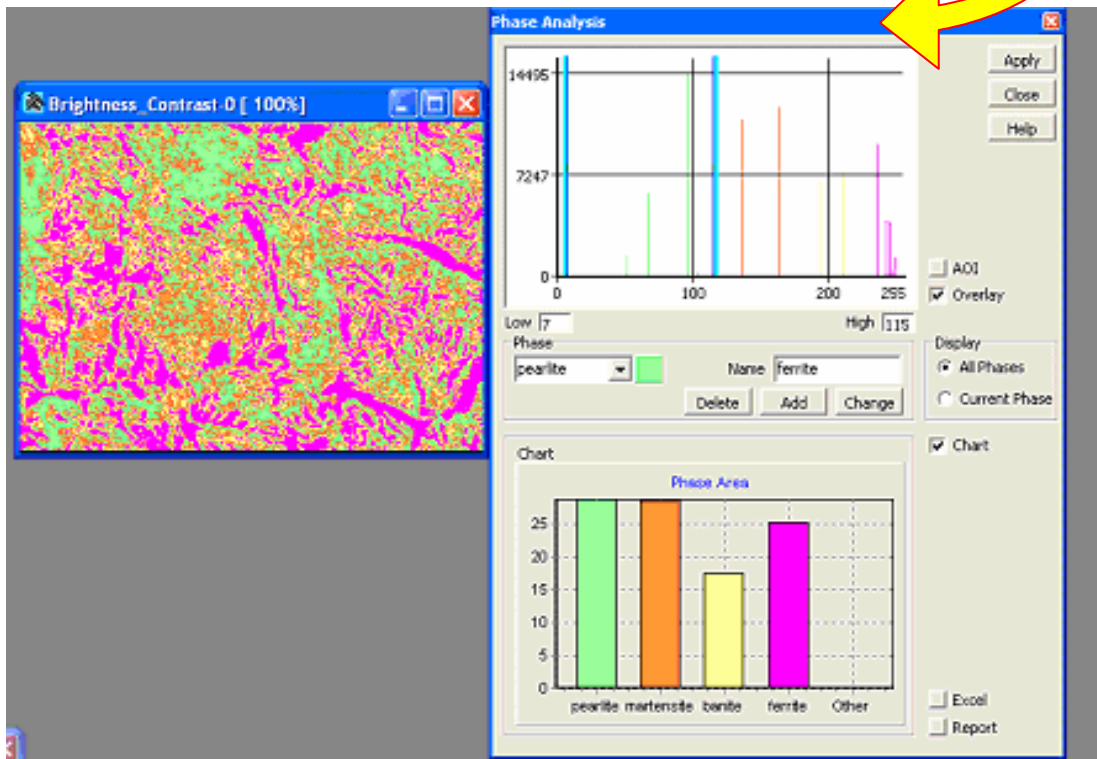 Phase Analysis
Brightness_Contrast-0 [ 100%]
14495
7247
0
0 100 200 255
Low 7 High 115
Apply
Close
Help
AOI
Overlay
Phase
pearlite Name ferrite
Delete Add Change
Display
All Phases
Current Phase
Chart
Chart
Phase Area
25
20
15
10
5
0
pearlite martensite banite ferrite Other
Excel
Report